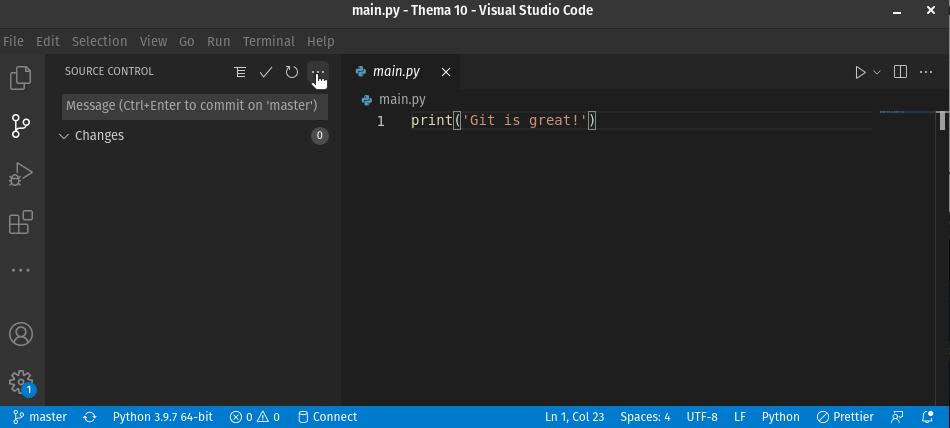 main.py - Thema 10 - Visual Studio Code
File Edit Selection View Go Run Terminal Help
SOURCE CONTROL
Message (Ctrl+Enter to commit on 'master')
Changes 0
main.py
main.py
1 print('Git is great!')
1
master Python 3.9.7 64-bit 0 0 Connect Ln 1, Col 23 Spaces: 4 UTF-8 LF Python Prettier